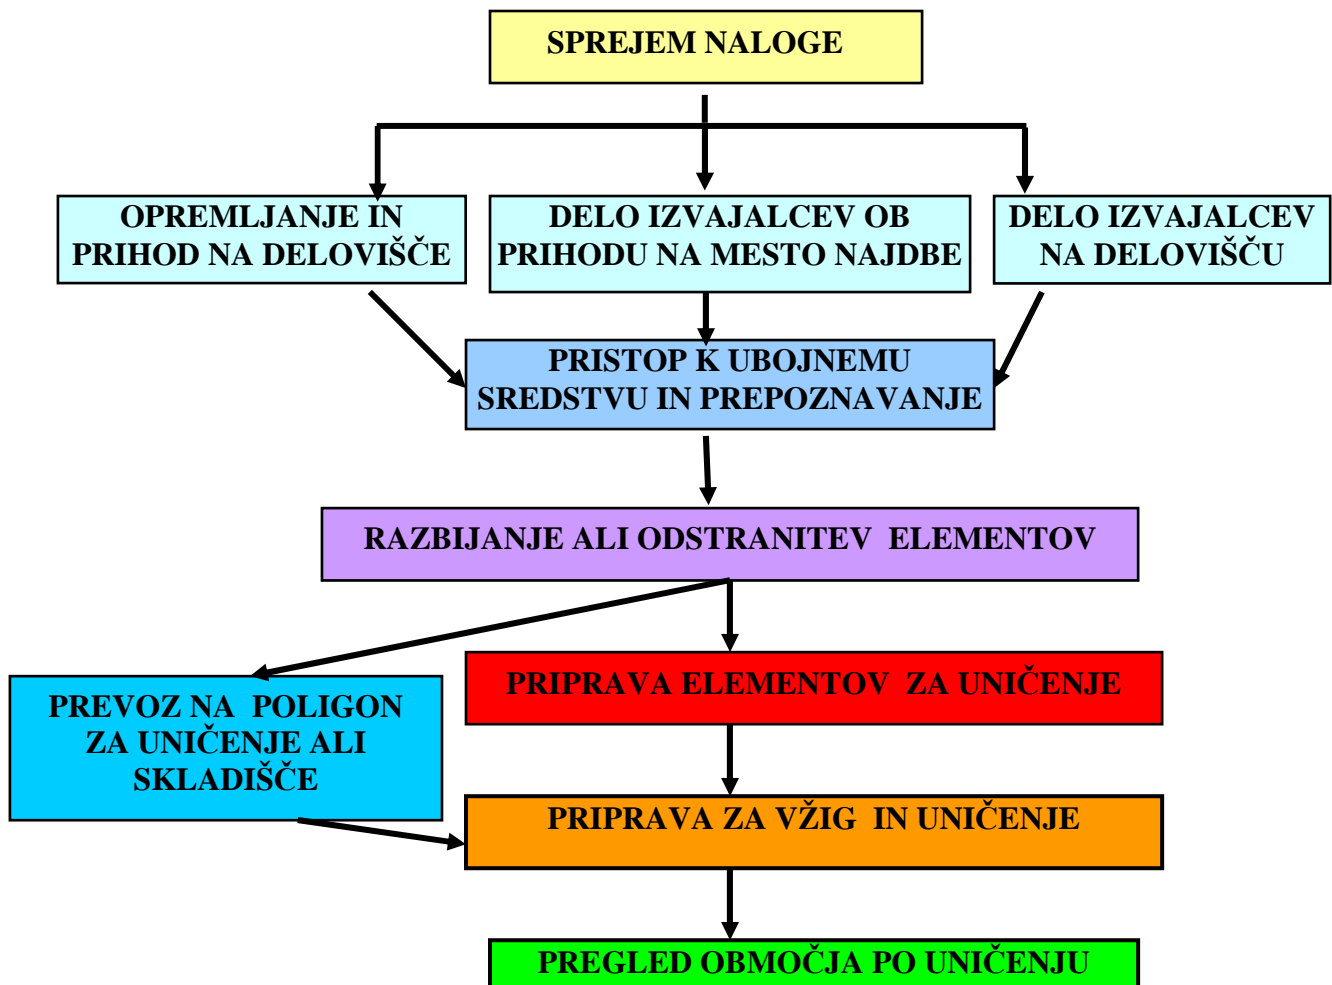 SPREJEM NALOGE
OPREMLJANJE IN
PRIHOD NA DELOVIŠČE
DELO IZVAJALCEV OB
PRIHODU NA MESTO NAJDBE
DELO IZVAJALCEV
NA DELOVIŠČU
PRISTOP K UBOJNEMU
SREDSTVU IN PREPOZNAVANJE
RAZBIJANJE ALI ODSTRANITEV ELEMENTOV
PREVOZ NA POLIGON
ZA UNIČENJE ALI
SKLADIŠČE
PRIPRAVA ELEMENTOV ZA UNIČENJE
PRIPRAVA ZA VŽIG IN UNIČENJE
PREGLED OBMOČJA PO UNIČENJU